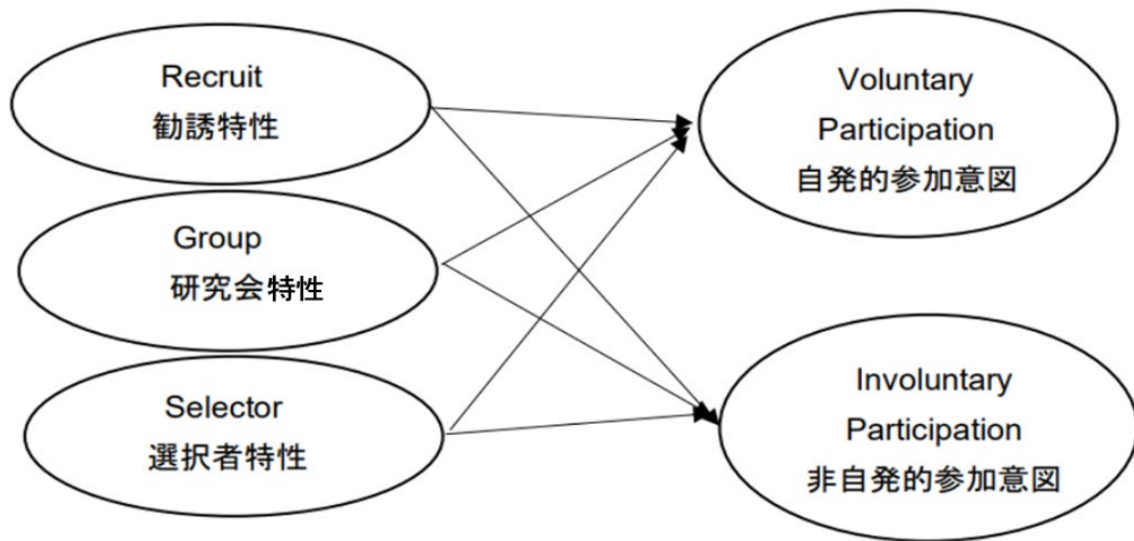 Recruit
勧誘特性
Group
研究会特性
Selector
選択者特性
Voluntary
Participation
自発的参加意図
Involuntary
Participation
非自発的参加意図